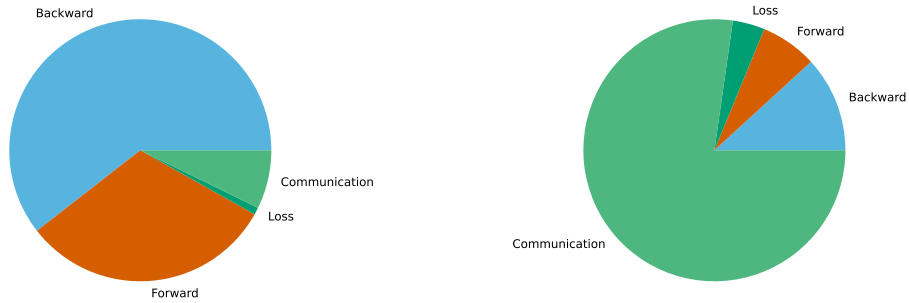 Backward
Communication
Loss
Forward
Loss
Forward
Backward
Communication